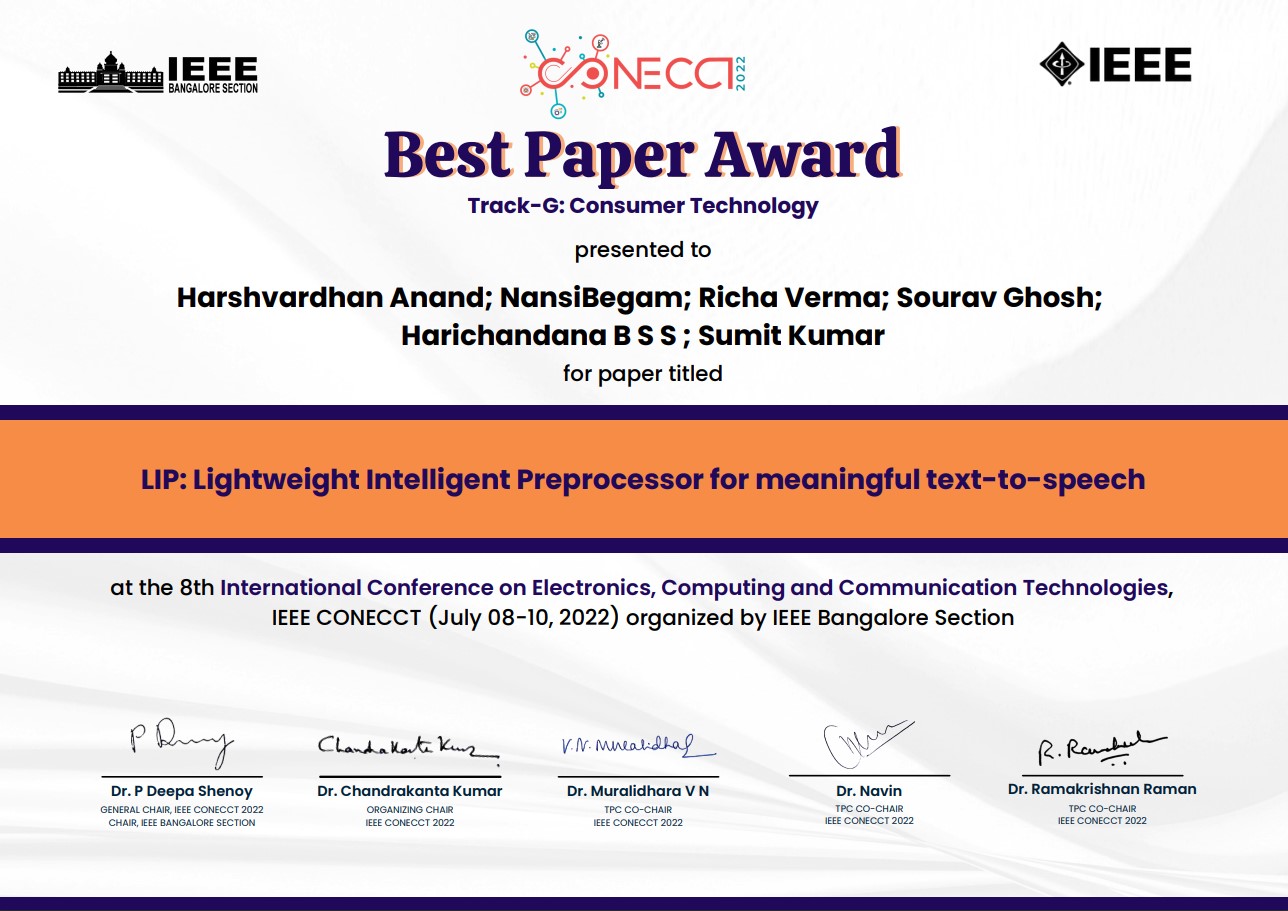 IEEE
BANGALORE SECTION
CONECCT 2022
IEEE
Best Paper Award
Track-G: Consumer Technology
presented to
Harshvardhan Anand; NansiBegam; Richa Verma; Sourav Ghosh;
Harichandana B S S ; Sumit Kumar
for paper titled
LIP: Lightweight Intelligent Preprocessor for meaningful text-to-speech
at the 8th International Conference on Electronics, Computing and Communication Technologies,
IEEE CONECCT (July 08-10, 2022) organized by IEEE Bangalore Section
Chandrakanta Kumar
V.N. Muralidhar
Dr. P Deepa Shenoy
GENERAL CHAIR, IEEE CONECCT 2022
CHAIR, IEEE BANGALORE SECTION
Dr. Chandrakanta Kumar
ORGANIZING CHAIR
IEEE CONECCT 2022
Dr. Muralidhara V N
TPC CO-CHAIR
IEEE CONECCT 2022
Dr. Navin
TPC CO-CHAIR
IEEE CONECCT 2022
Dr. Ramakrishnan Raman
TPC CO-CHAIR
IEEE CONECCT 2022